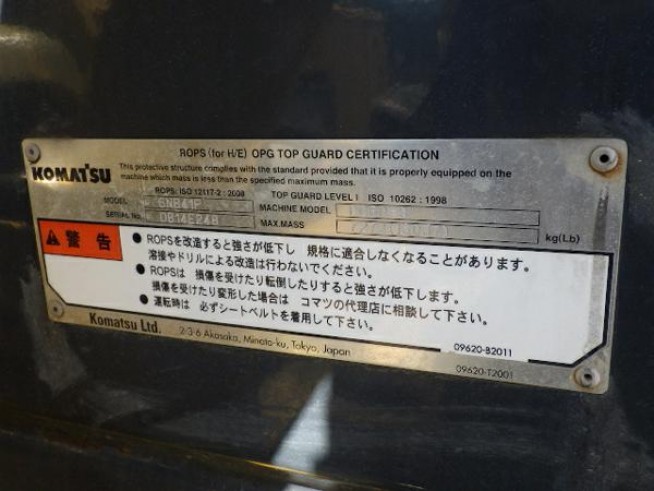 ROPS (for H/E) OPG TOP GUARD CERTIFICATION
KOMATSU
This protective structure complies with the standard provided that it is properly equipped on the
machine which mass is less than the specified maximum mass.
ROPS: ISO 12117-2 : 2008 TOP GUARD LEVEL I ISO 10262 : 1998
MODEL 6NB41P MACHINE MODEL
SERIAL No. DB14E248 MAX.MASS kg(Lb)
警告
● ROPSを改造すると強さが低下し 規格に適合しなくなることがあります。
溶接やドリルによる改造は行わないでください。
● ROPSは 損傷を受けたり転倒したりすると強さが低下します。
損傷を受けたり変形した場合は コマツの代理店に相談して下さい。
● 運転時は 必ずシートベルトを着用して下さい。
09620-B2011
Komatsu Ltd. 2-3-6 Akasaka, Minato-ku, Tokyo, Japan
09620-T2001